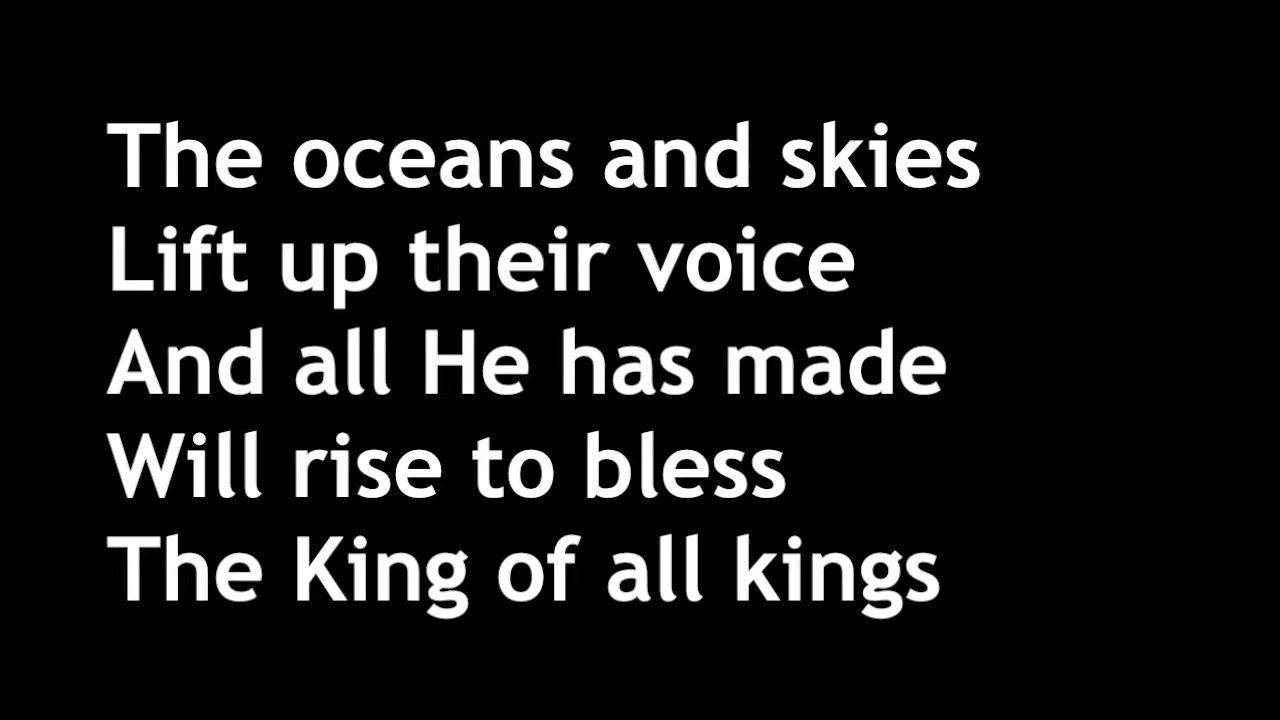 The oceans and skies
Lift up their voice
And all He has made
Will rise to bless
The King of all kings